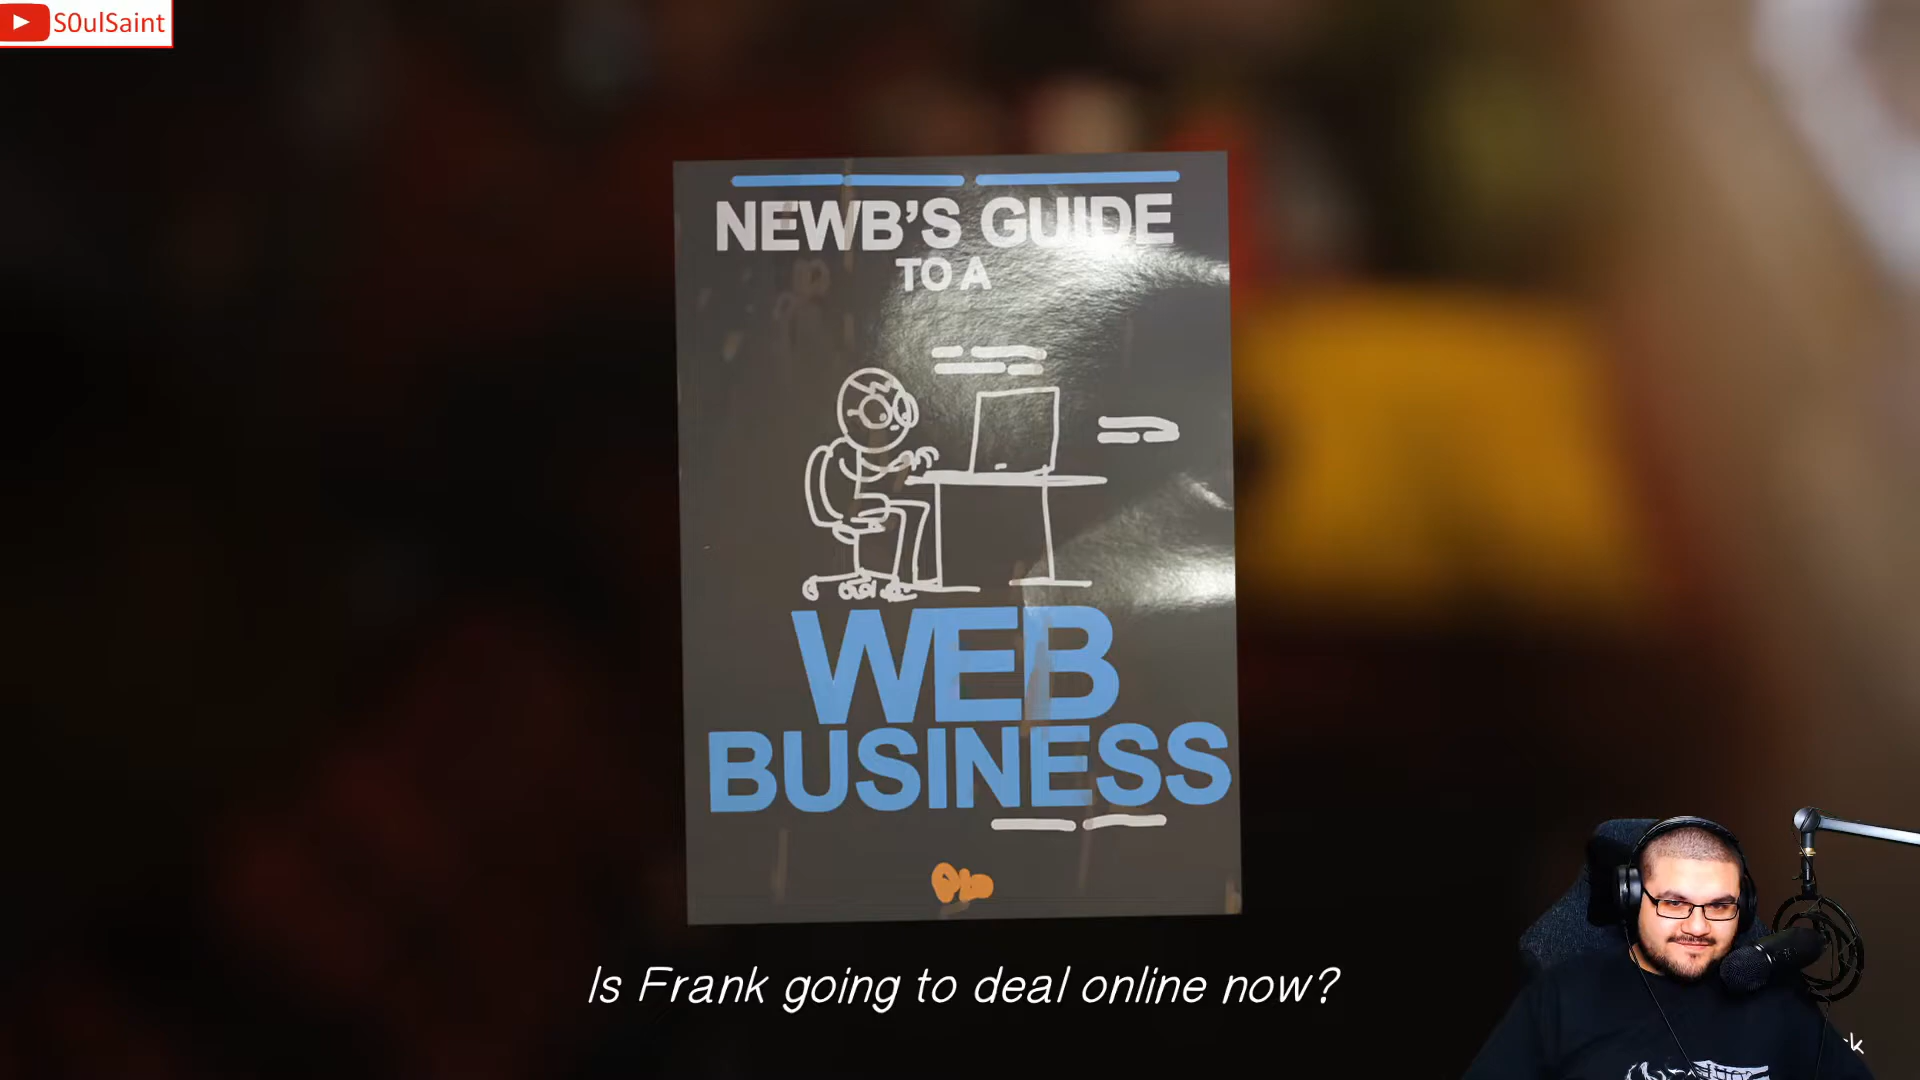 S0ulSaint
NEWB'S GUIDE
TO A
WEB
BUSINESS
Is Frank going to deal online now?